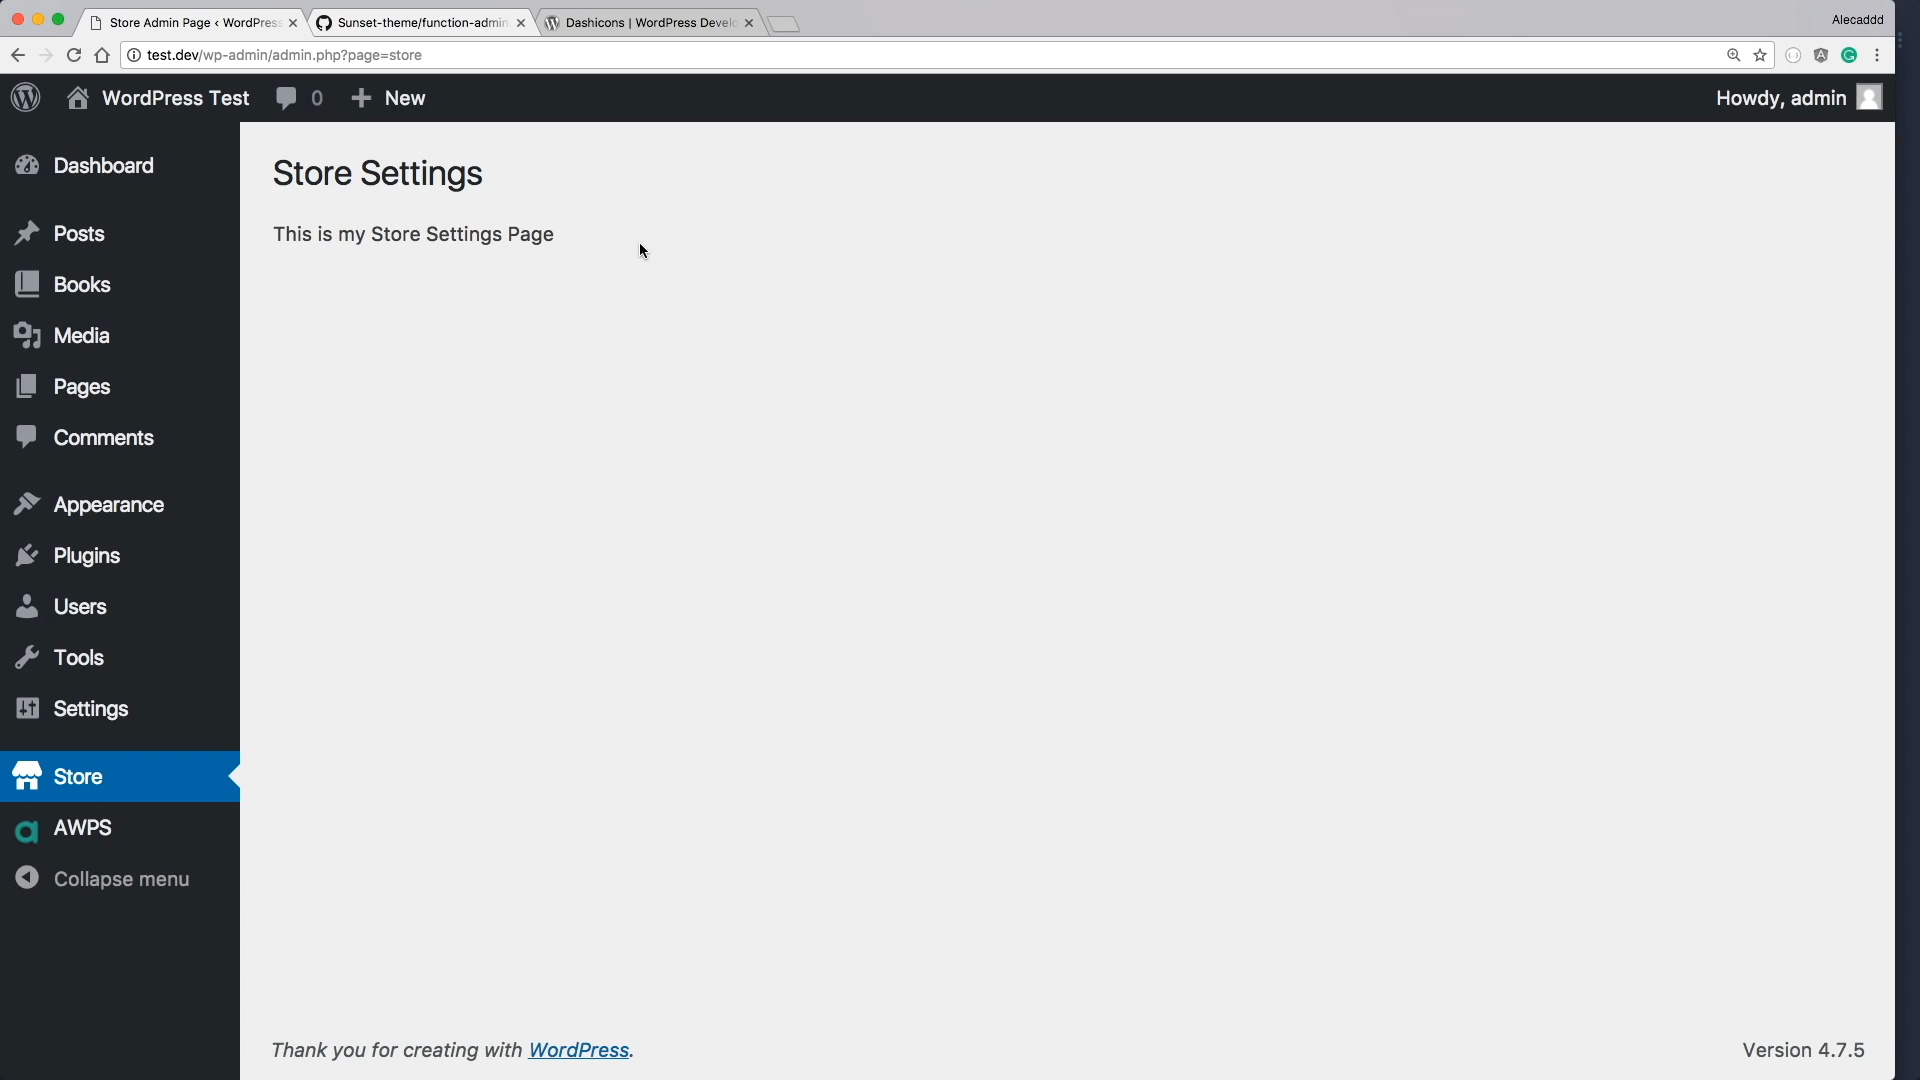 Store Admin Page ‹ WordPress
Sunset-theme/function-admin
Dashicons | WordPress Develo
Alecaddd
test.dev/wp-admin/admin.php?page=store
WordPress Test
0
New
Howdy, admin
Dashboard
Posts
Books
Media
Pages
Comments
Appearance
Plugins
Users
Tools
Settings
Store
AWPS
Collapse menu
Store Settings
This is my Store Settings Page
Thank you for creating with WordPress.
Version 4.7.5